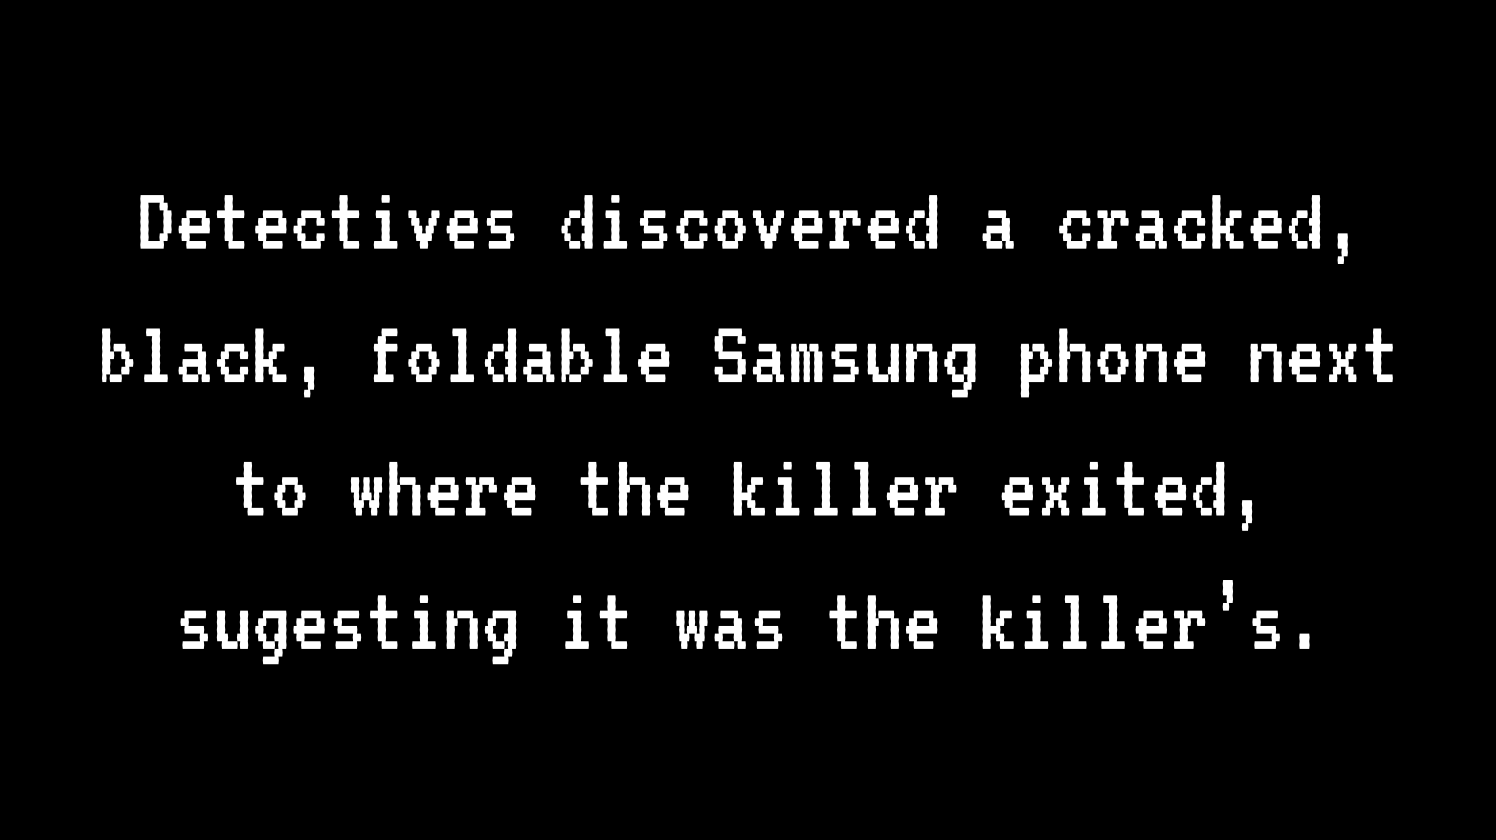 Detectives discovered a cracked,
black, foldable Samsung phone next
to where the killer exited,
sugesting it was the killer's.